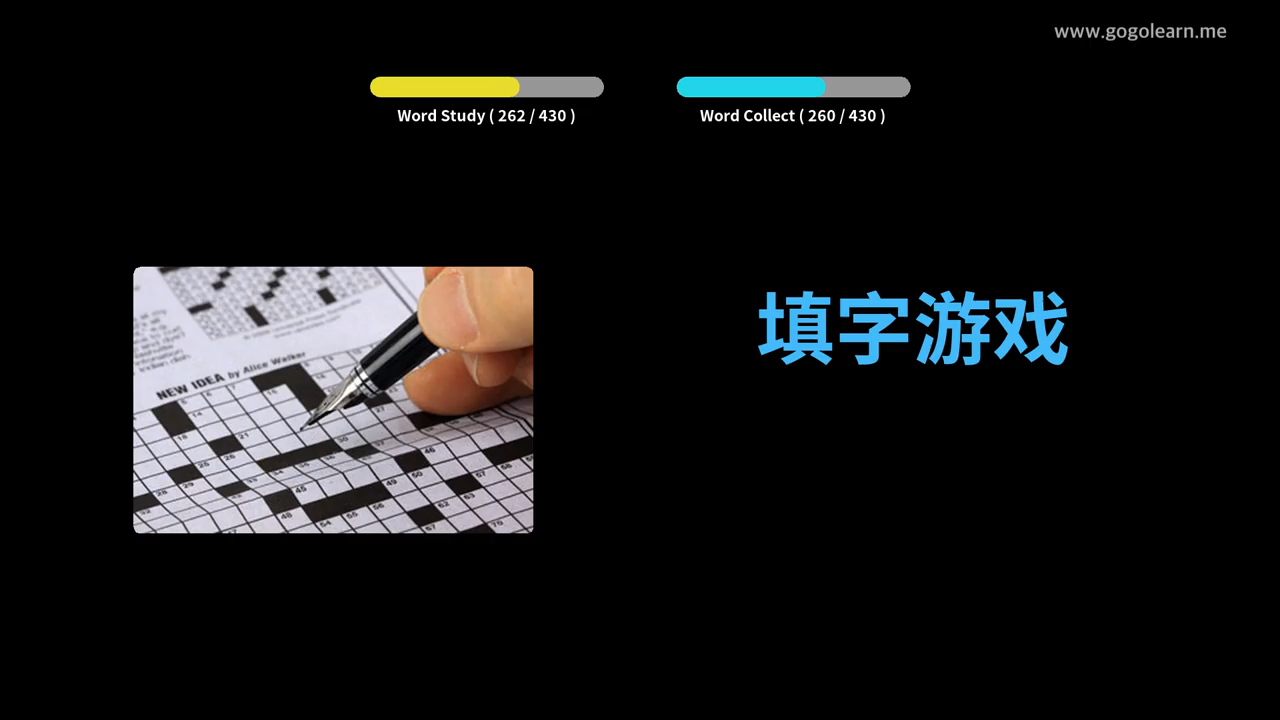 www.gogolearn.me
Word Study ( 262 / 430 )
Word Collect ( 260 / 430 )
填字游戏
NEW IDEA by Alice Walker